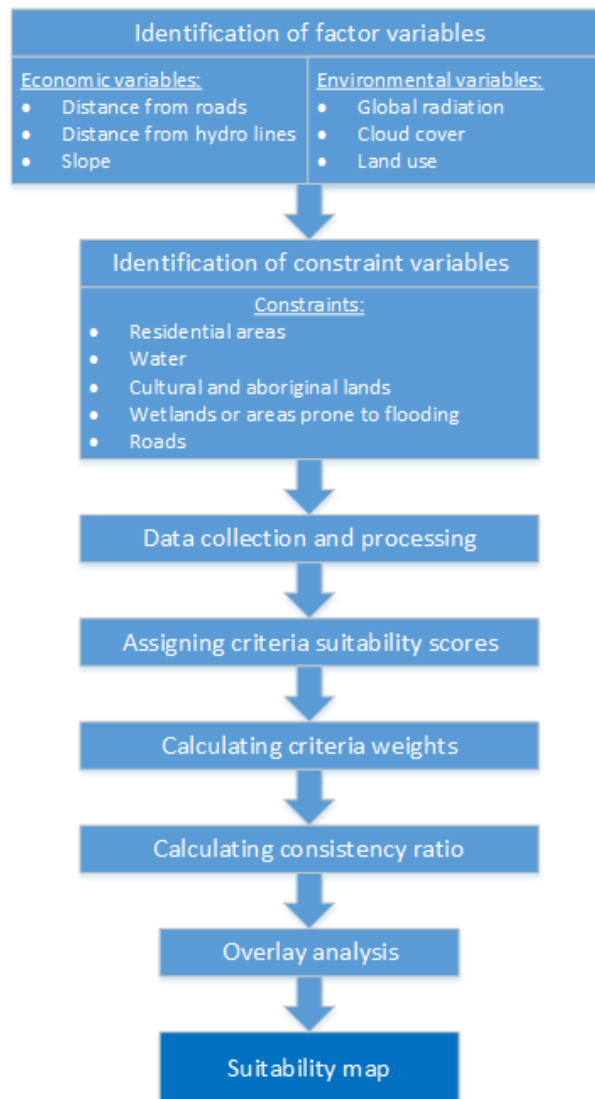 Identification of factor variables
Economic variables:
● Distance from roads
● Distance from hydro lines
● Slope
Environmental variables:
● Global radiation
● Cloud cover
● Land use
Identification of constraint variables
Constraints:
● Residential areas
● Water
● Cultural and aboriginal lands
● Wetlands or areas prone to flooding
● Roads
Data collection and processing
Assigning criteria suitability scores
Calculating criteria weights
Calculating consistency ratio
Overlay analysis
Suitability map